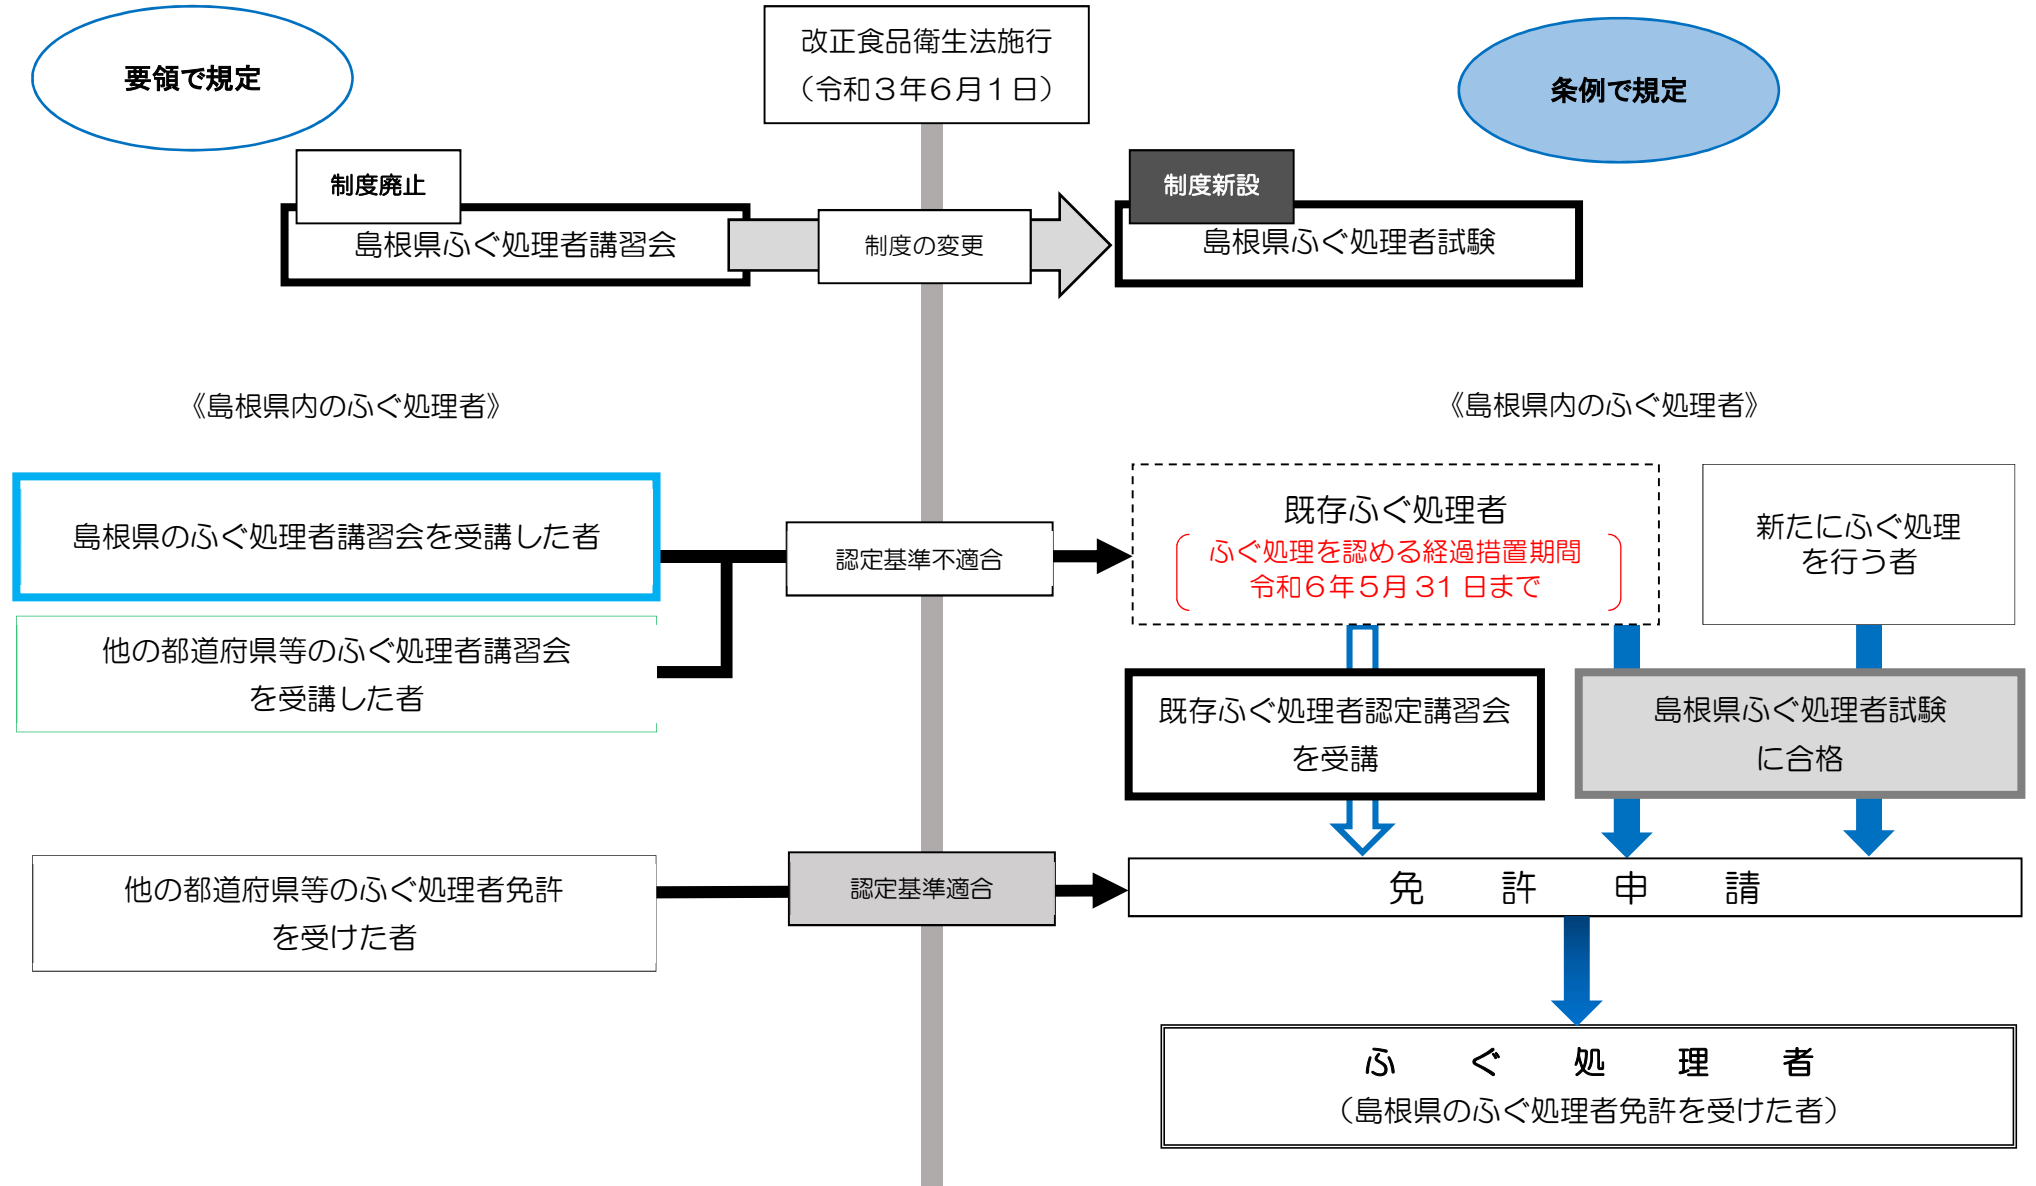 要領で規定
改正食品衛生法施行
（令和３年６月１日）
条例で規定
制度廃止
島根県ふぐ処理者講習会
制度の変更
制度新設
島根県ふぐ処理者試験
《島根県内のふぐ処理者》
《島根県内のふぐ処理者》
島根県のふぐ処理者講習会を受講した者
他の都道府県等のふぐ処理者講習会
を受講した者
認定基準不適合
既存ふぐ処理者
ふぐ処理を認める経過措置期間
令和６年５月 31 日まで
新たにふぐ処理
を行う者
既存ふぐ処理者認定講習会
を受講
島根県ふぐ処理者試験
に合格
他の都道府県等のふぐ処理者免許
を受けた者
認定基準適合
免　許　申　請
ふ　ぐ　処　理　者
（島根県のふぐ処理者免許を受けた者）